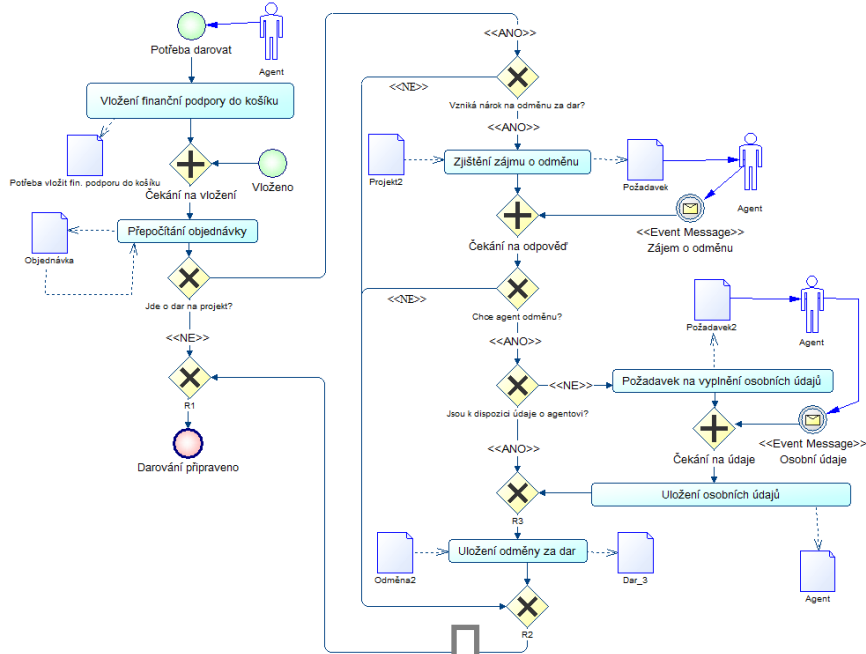 Potřeba darovat
Agent
Vložení finanční podpory do košíku
Potřeba vložit fin. podporu do košíku
Vloženo
Čekání na vložení
Přepočítání objednávky
Objednávka
Jde o dar na projekt?
<<NE>>
R1
Darování připraveno
<<ANO>>
<<NE>>
Vzniká nárok na odměnu za dar?
<<ANO>>
Projekt2
Zjištění zájmu o odměnu
Požadavek
Agent
<<Event Message>>
Zájem o odměnu
Čekání na odpověď
<<NE>>
Chce agent odměnu?
<<ANO>>
Požadavek2
Agent
<<NE>>
Požadavek na vyplnění osobních údajů
Jsou k dispozici údaje o agentovi?
<<Event Message>>
Osobní údaje
Čekání na údaje
<<ANO>>
Uložení osobních údajů
R3
Odměna2
Uložení odměny za dar
Dar_3
Agent
R2